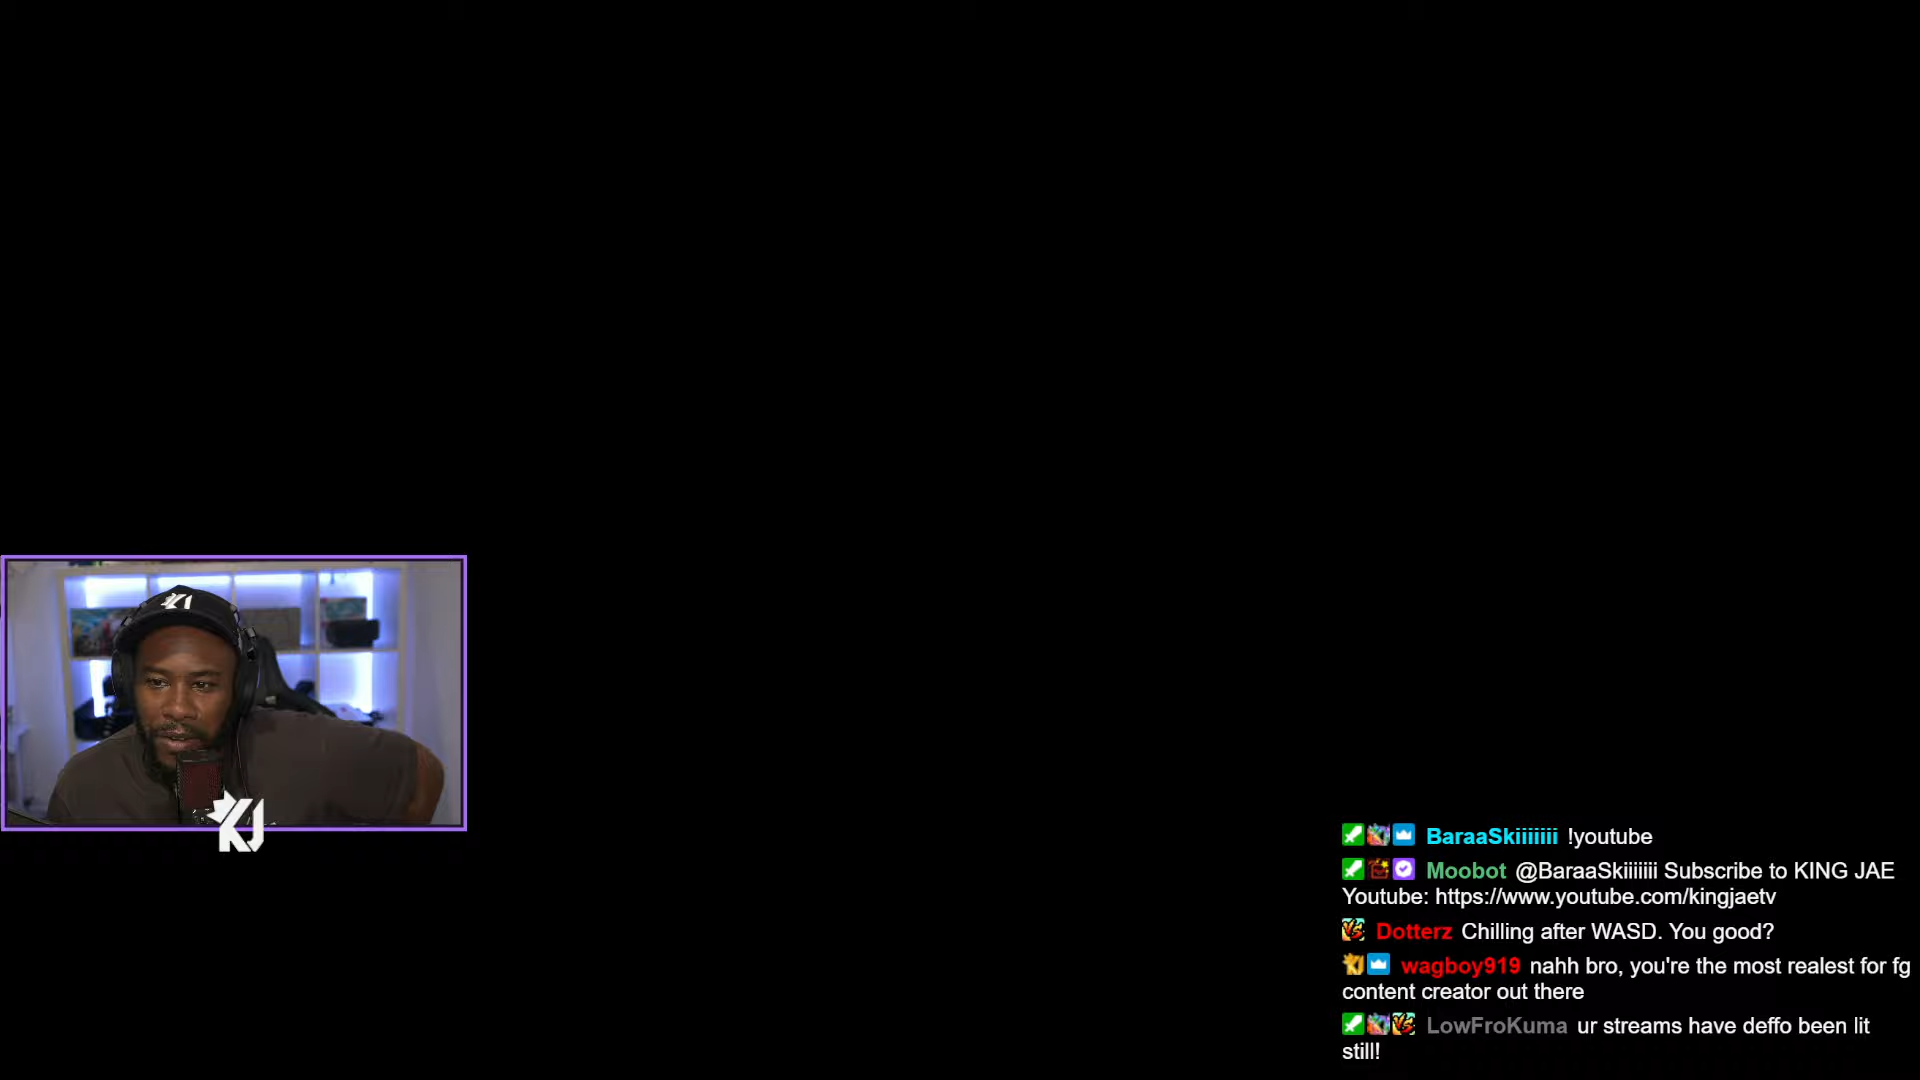 KJ
KJ
BaraaSkiiiiiii !youtube
Moobot @BaraaSkiiiiiii Subscribe to KING JAE
Youtube: https://www.youtube.com/kingjaetv
Dotterz Chilling after WASD. You good?
wagboy919 nahh bro, you're the most realest for fg
content creator out there
LowFroKuma ur streams have deffo been lit
still!